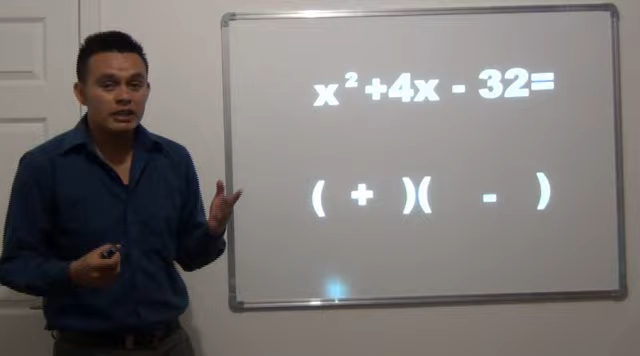 x²+4x - 32=
( + )( - )